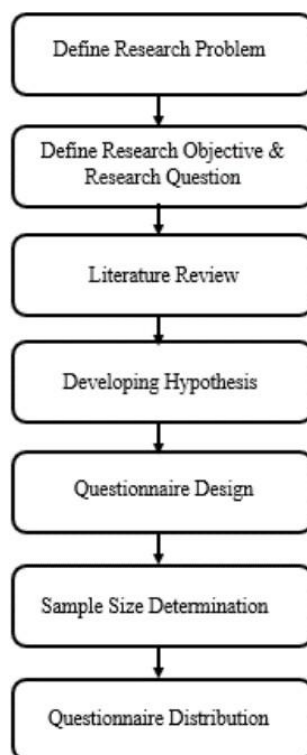 Define Research Problem
Define Research Objective &
Research Question
Literature Review
Developing Hypothesis
Questionnaire Design
Sample Size Determination
Questionnaire Distribution